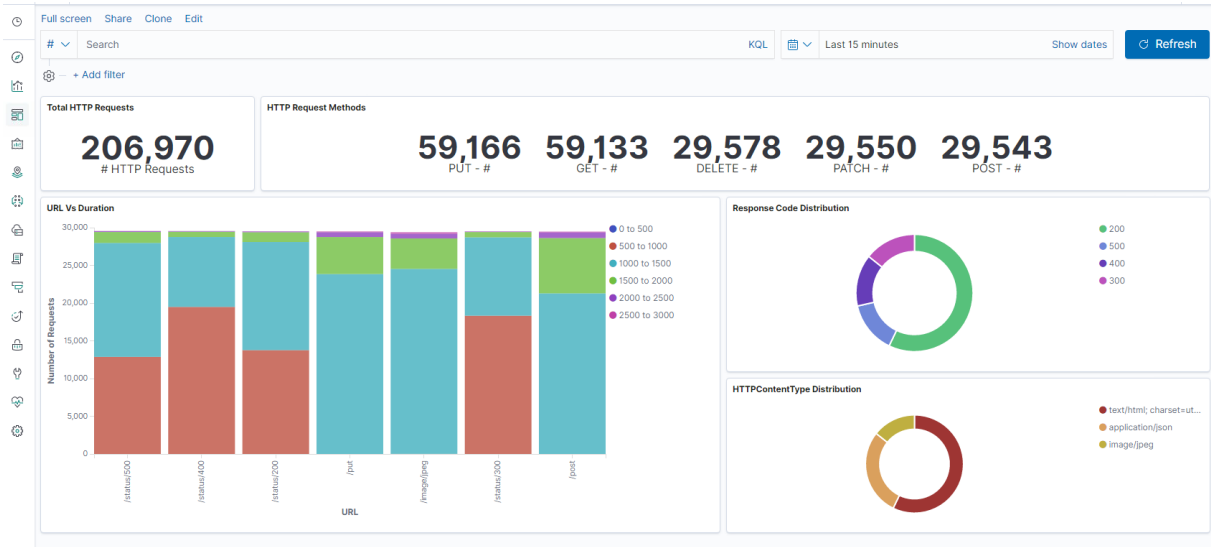 Full screen Share Clone Edit
# Search KQL Last 15 minutes Show dates Refresh
+ Add filter
Total HTTP Requests
206,970
# HTTP Requests
HTTP Request Methods
59,166 59,133 29,578 29,550 29,543
PUT - # GET - # DELETE - # PATCH - # POST - #
URL Vs Duration
Number of Requests
30,000
25,000
20,000
15,000
10,000
5,000
0
/status/500
/status/400
/status/200
/put
/image/jpeg
/status/300
/post
URL
0 to 500
500 to 1000
1000 to 1500
1500 to 2000
2000 to 2500
2500 to 3000
Response Code Distribution
200
500
400
300
HTTPContentType Distribution
text/html; charset=ut...
application/json
image/jpeg